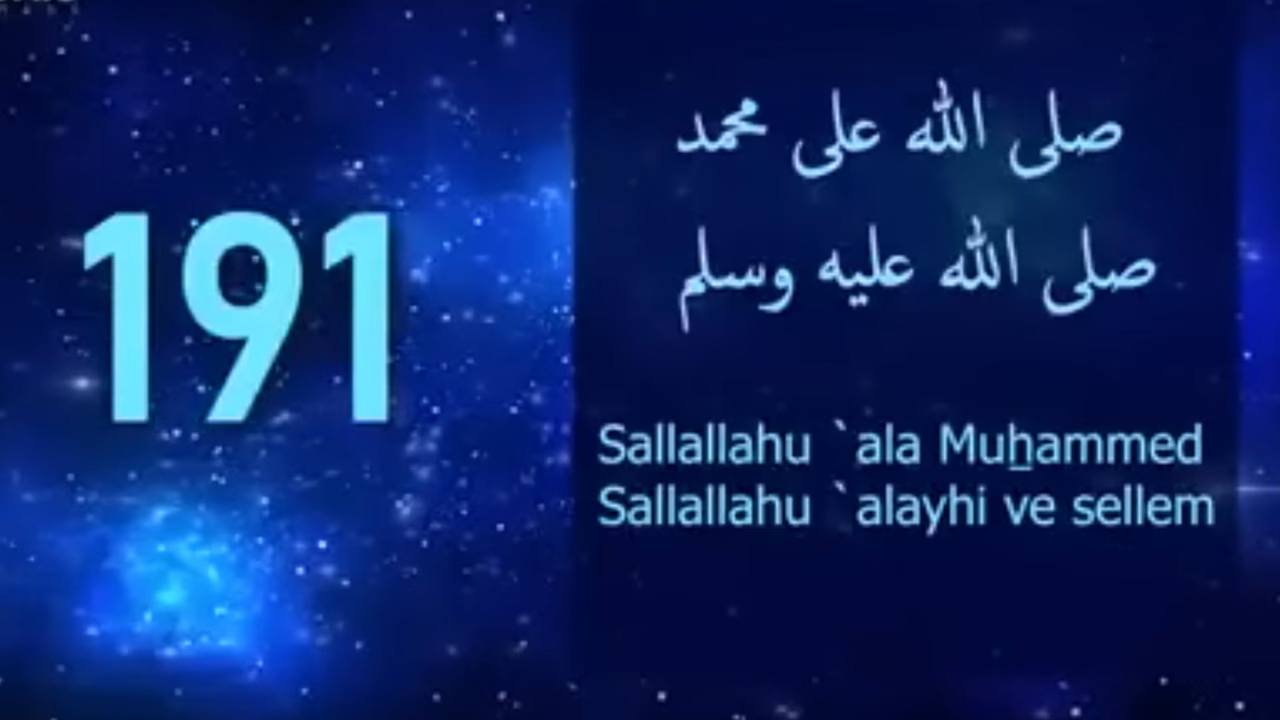 191
صلى الله على محمد
صلى الله عليه وسلم
Sallallahu `ala Muẖammed
Sallallahu `alayhi ve sellem